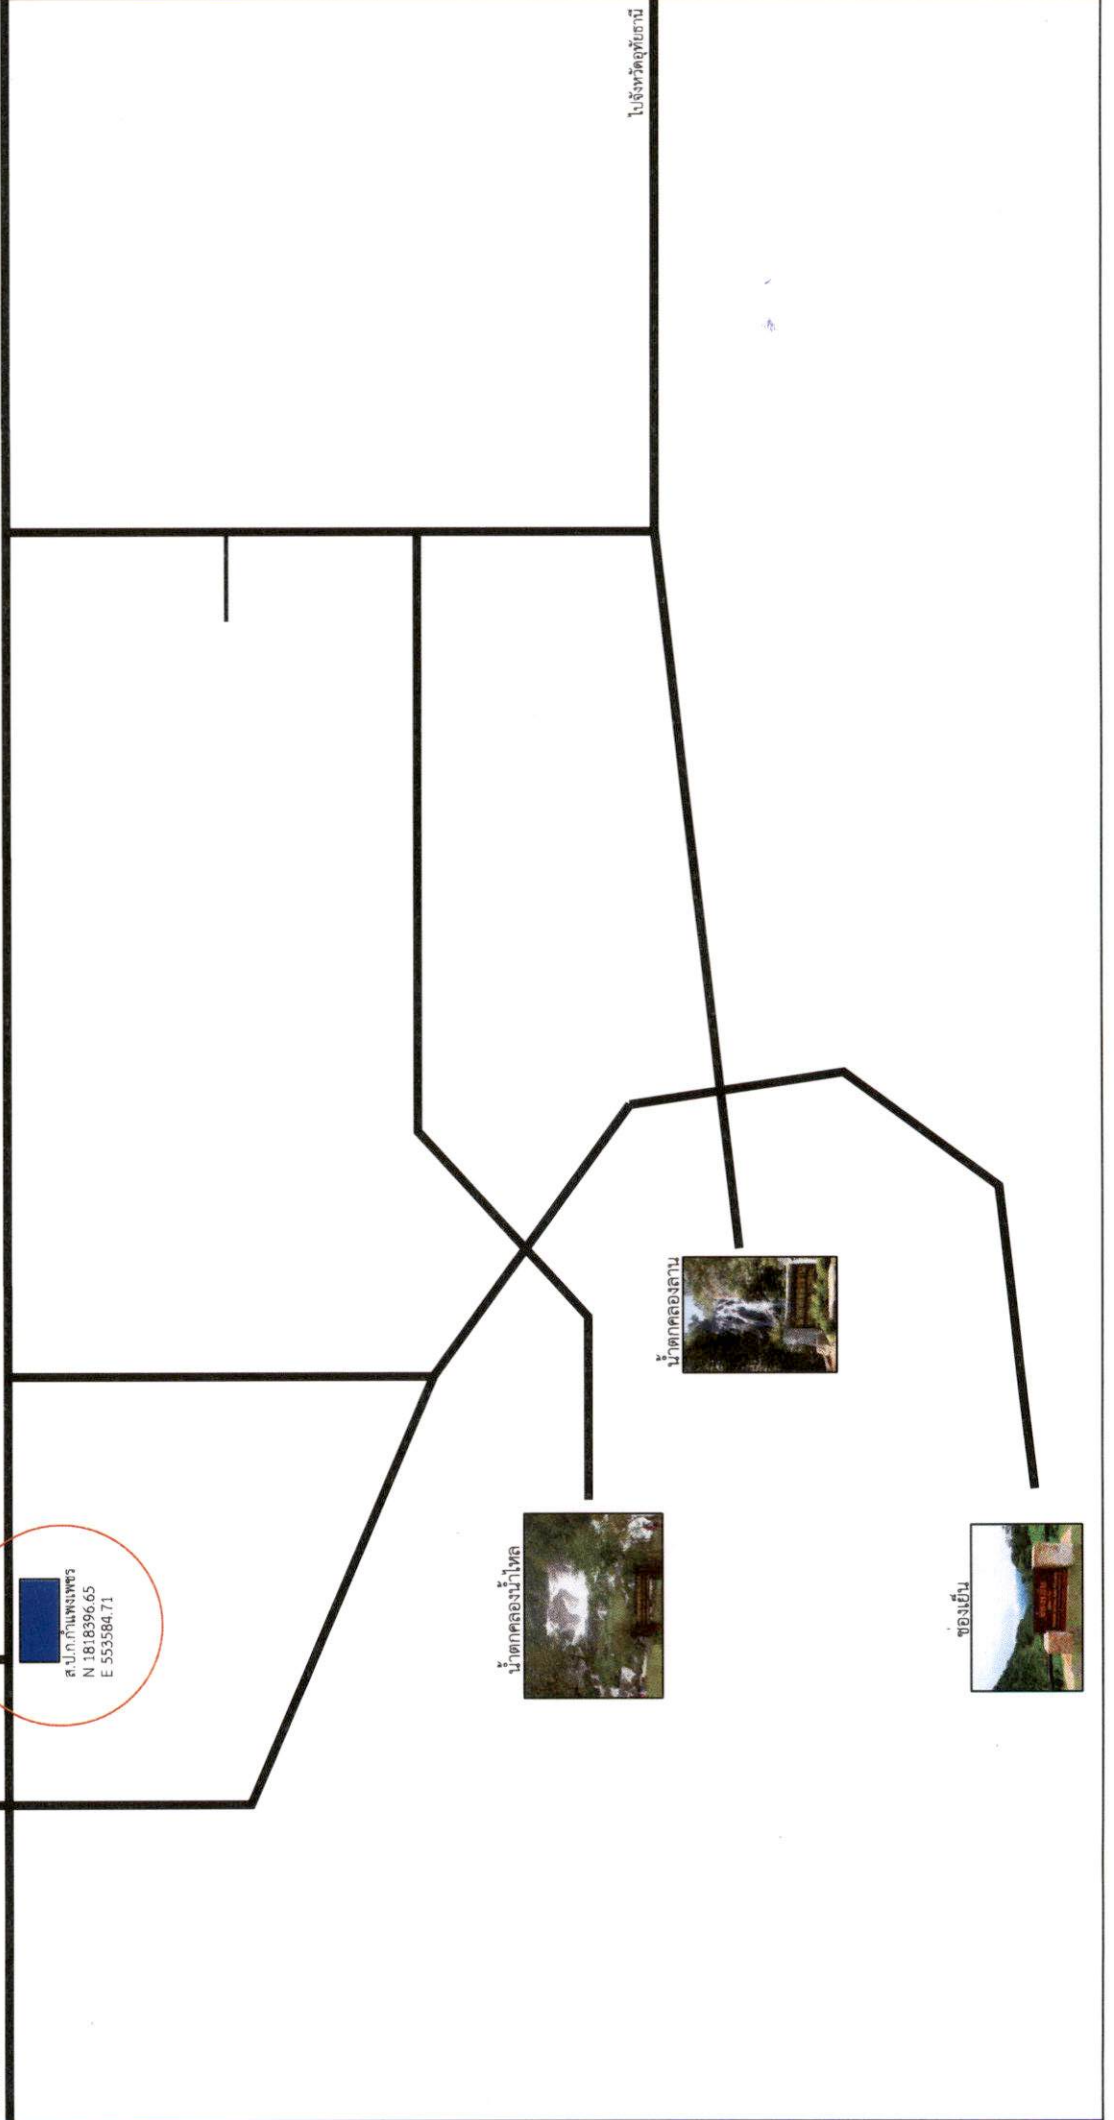 ส.ป.ก.กำแพงเพชร
N 1818396.65
E 553584.71
น้ำตกคลองน้ำไหล
น้ำตกคลองลาน
ช่องเย็น
ไปจังหวัดอุทัยธานี